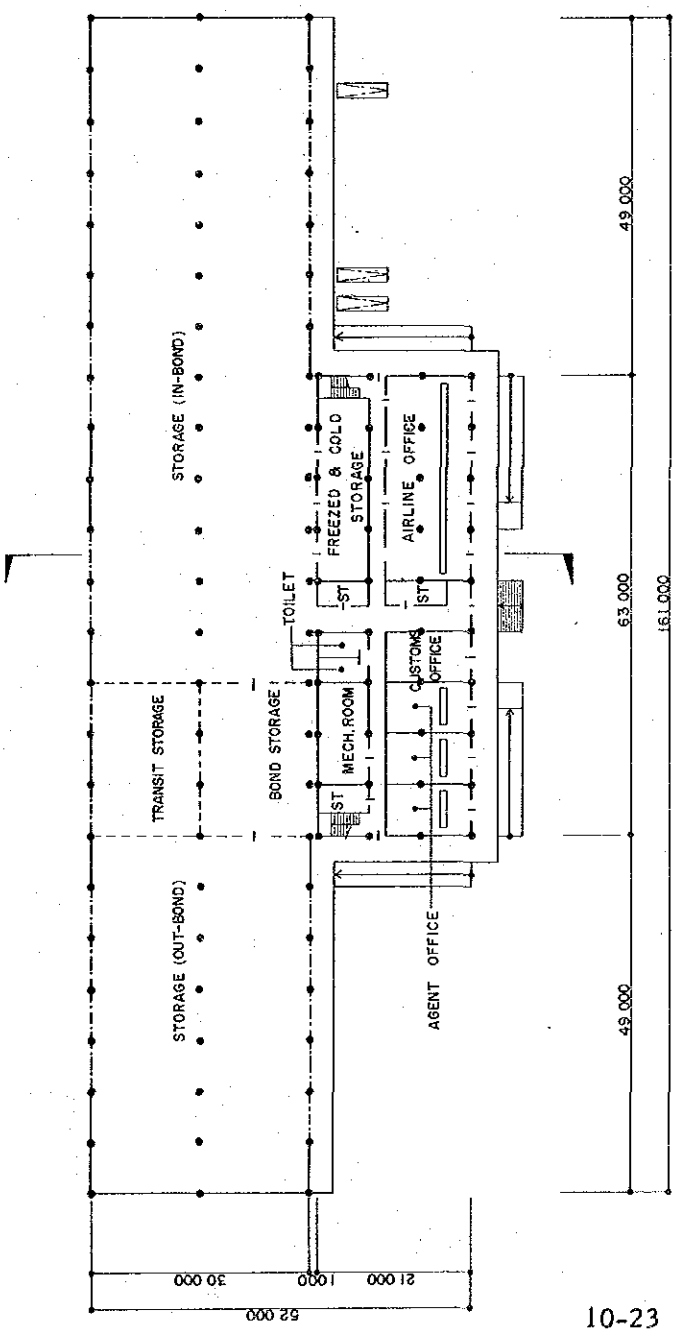 STORAGE (OUT-BOND)
TRANSIT STORAGE
STORAGE (IN-BOND)
BOND STORAGE
TOILET
ST
MECH. ROOM
ST
FREEZED & COLD
STORAGE
AGENT OFFICE
CUSTOMS
OFFICE
ST
AIRLINE OFFICE
30 000
1 000
21 000
52 000
49 000
63 000
49 000
161 000
10-23